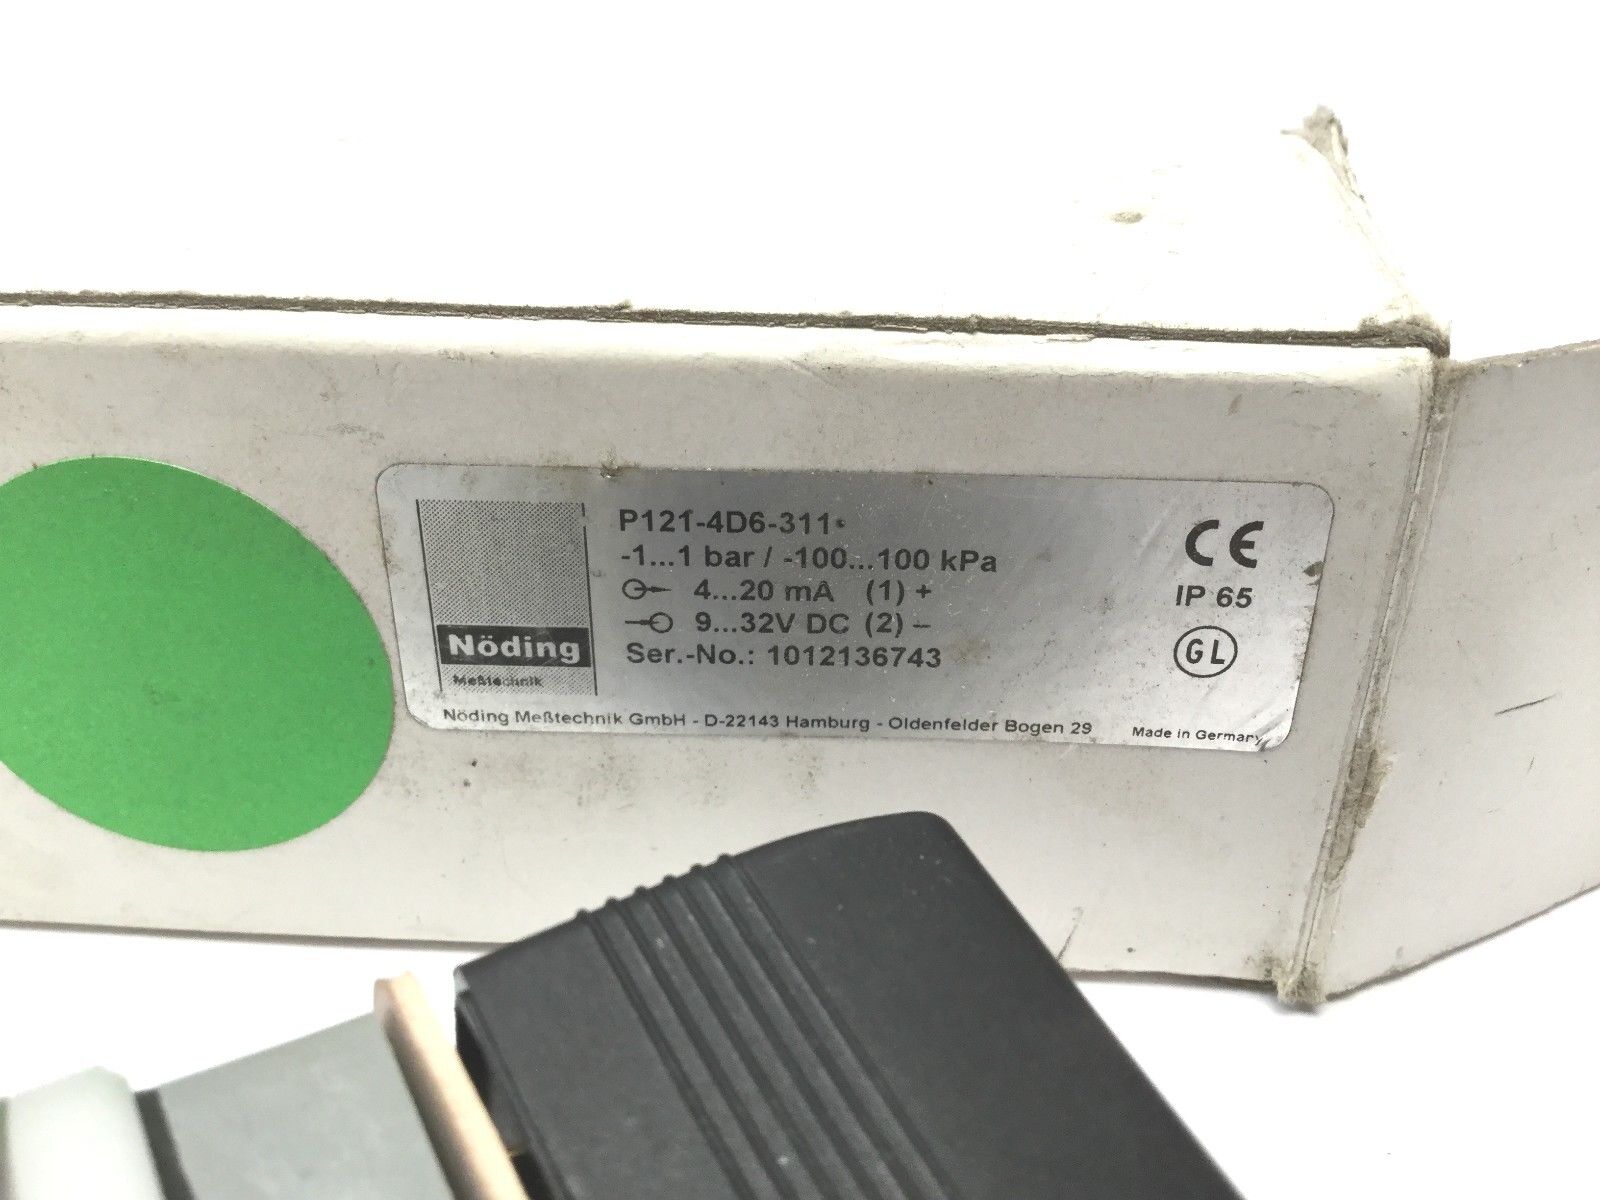 P121-4D6-311
-1...1 bar / -100...100 kPa
4...20 mA (1) +
9...32V DC (2) –
Ser.-No.: 1012136743
Nöding
Meßtechnik
CE
IP 65
GL
Nöding Meßtechnik GmbH - D-22143 Hamburg - Oldenfelder Bogen 29
Made in Germany